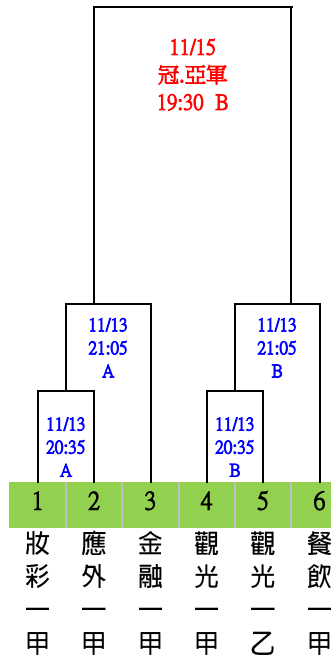 11/15
冠.亞軍
19:30 B
11/13
21:05
A
11/13
21:05
B
11/13
20:35
A
11/13
20:35
B
1 2 3 4 5 6
妝彩一甲
應外一甲
金融一甲
觀光一甲
觀光一乙
餐飲一甲